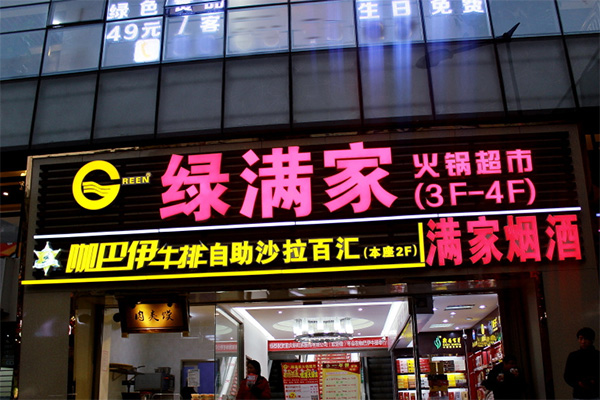 绿色
49元/客
生日免费
GREEN
绿满家
火锅超市
(3F-4F)
咖巴伊牛排自助沙拉百汇(本座2F)
满家烟酒